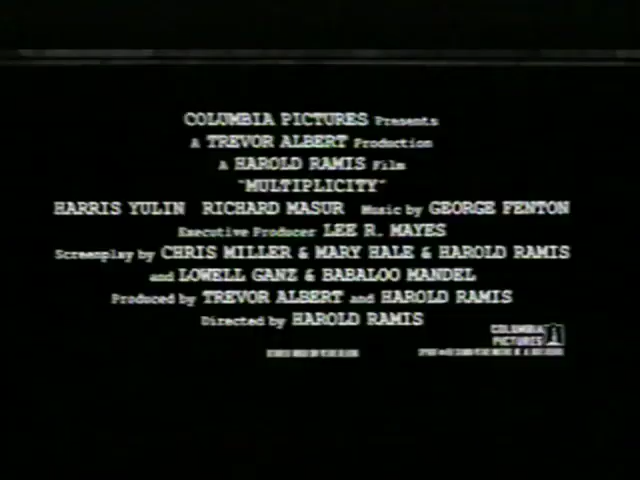 COLUMBIA PICTURES Presents
A TREVOR ALBERT Production
A HAROLD RAMIS Film
"MULTIPLICITY"
HARRIS YULIN RICHARD MASUR Music by GEORGE FENTON
Executive Producer LEE R. MAYES
Screenplay by CHRIS MILLER & MARY HALE & HAROLD RAMIS
and LOWELL GANZ & BABALOO MANDEL
Produced by TREVOR ALBERT and HAROLD RAMIS
Directed by HAROLD RAMIS
COLUMBIA
PICTURES